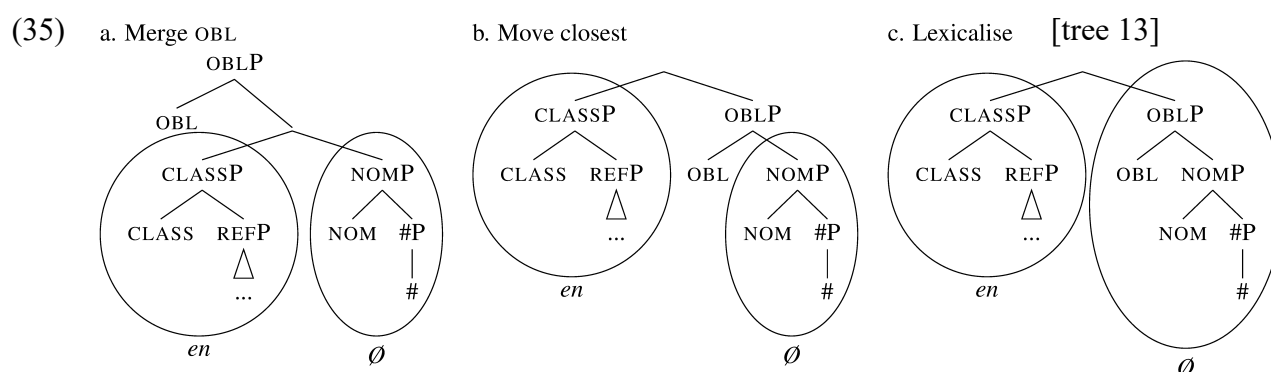 (35) a. Merge OBL b. Move closest c. Lexicalise [tree 13]
OBLP
OBL CLASSP OBLP CLASSP OBLP
CLASSP NOMP CLASS REFP OBL NOMP CLASS REFP OBL NOMP
CLASS REFP NOM #P ... NOM #P ... NOM #P
... # en # en #
en Ø Ø Ø